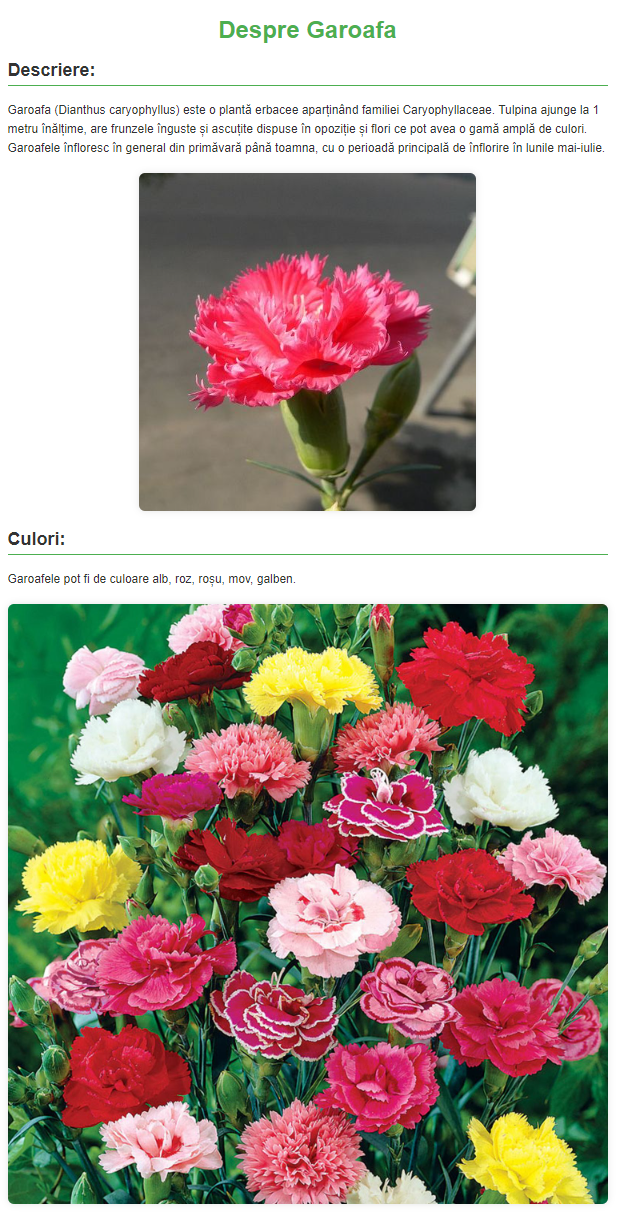 Despre Garoafa
Descriere:
Garoafa (Dianthus caryophyllus) este o plantă erbacee aparținând familiei Caryophyllaceae. Tulpina ajunge la 1
metru înălțime, are frunzele înguste și ascuțite dispuse în opoziție și flori ce pot avea o gamă amplă de culori.
Garoafele înfloresc în general din primăvară până toamna, cu o perioadă principală de înflorire în lunile mai-iulie.
Culori:
Garoafele pot fi de culoare alb, roz, roșu, mov, galben.